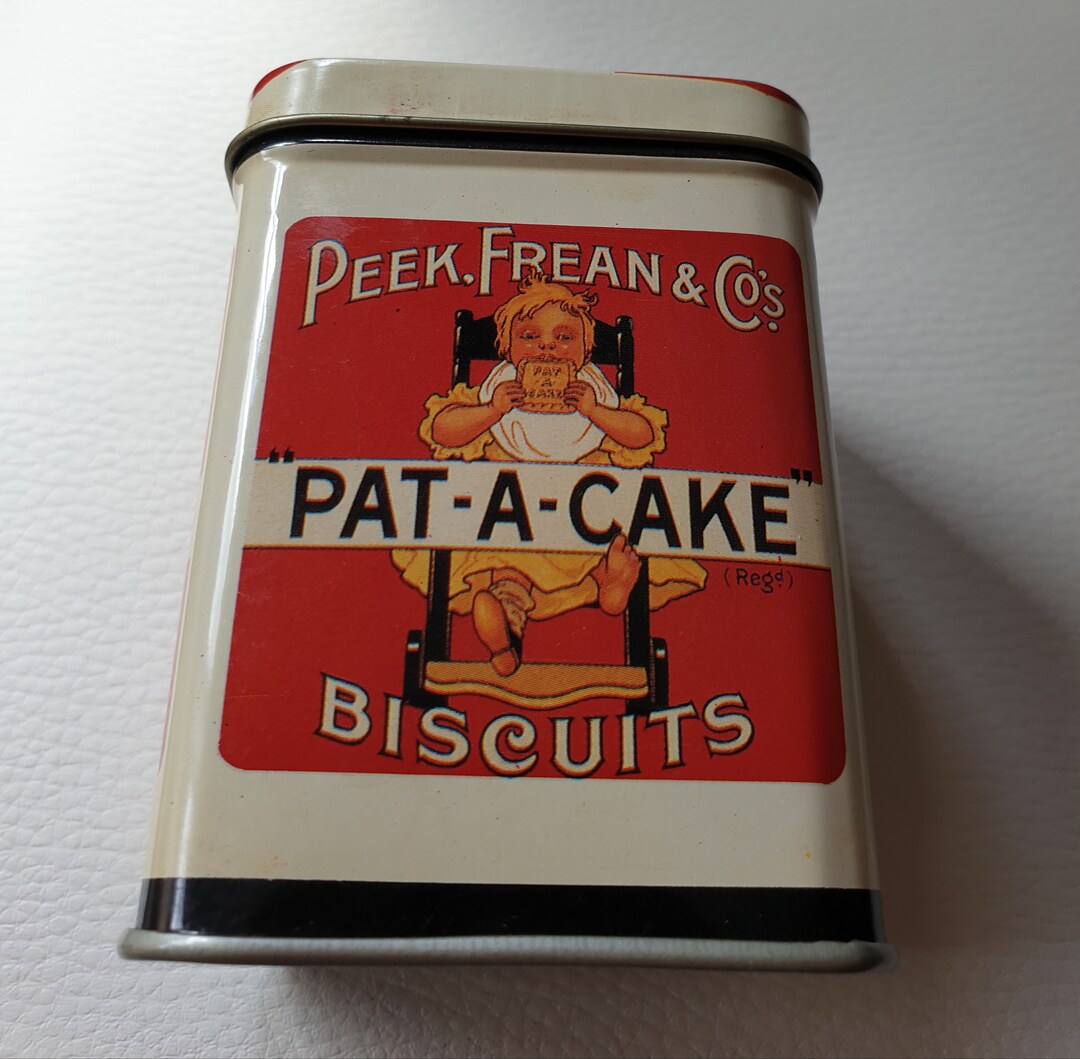 PEEK, FREAN & CO'S.
PAT
A
CAKE
"PAT-A-CAKE"
(Regd.)
BISCUITS